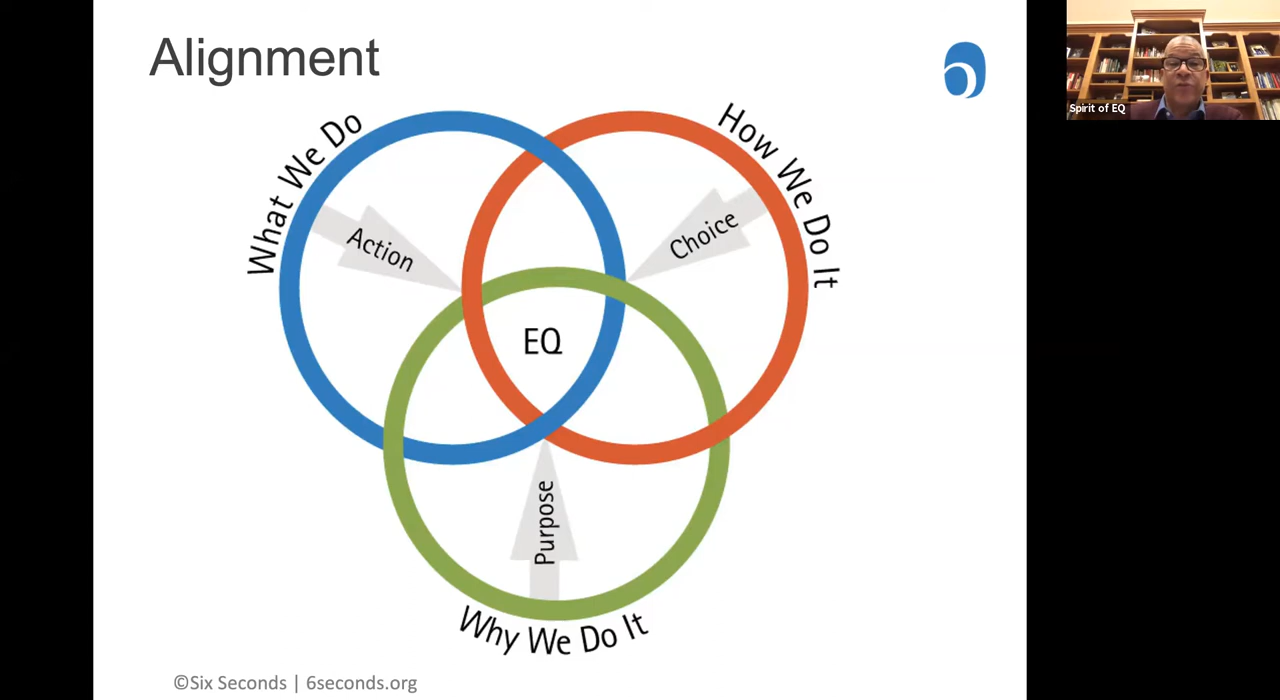 Alignment
What We Do
How We Do It
Action
Choice
EQ
Purpose
Why We Do It
©Six Seconds | 6seconds.org
Spirit of EQ